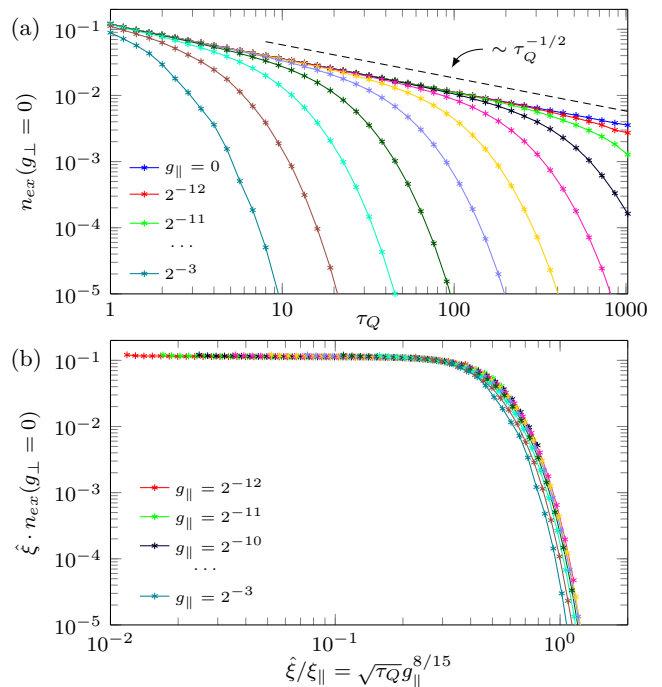 (a)
10⁻¹
10⁻²
10⁻³
10⁻⁴
10⁻⁵
n_{ex}(g_⊥ = 0)
∼ τ_Q^{−1/2}
g_∥ = 0
2⁻¹²
2⁻¹¹
...
2⁻³
1
10
100
1000
τ_Q
(b)
10⁻¹
10⁻²
10⁻³
10⁻⁴
10⁻⁵
ξ̂ · n_{ex}(g_⊥ = 0)
g_∥ = 2⁻¹²
g_∥ = 2⁻¹¹
g_∥ = 2⁻¹⁰
...
g_∥ = 2⁻³
10⁻²
10⁻¹
10⁰
ξ̂/ξ_∥ = √τ_Q g_∥^{8/15}